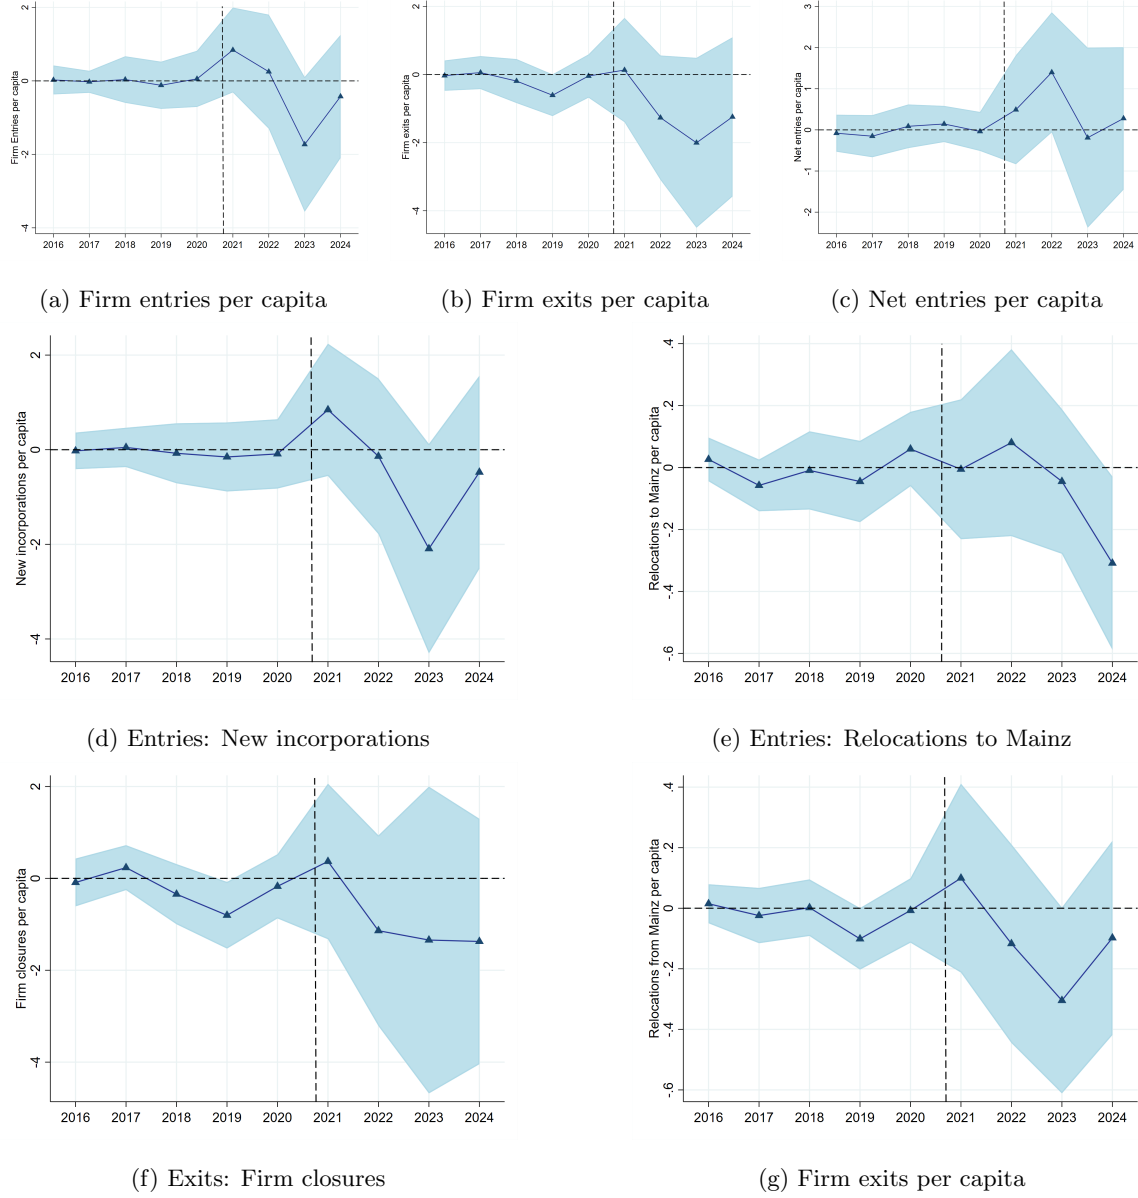 Firm Entries per capita
0
-2
-4
2016 2017 2018 2019 2020 2021 2022 2023 2024
(a) Firm entries per capita
Firm exits per capita
0
-2
-4
2016 2017 2018 2019 2020 2021 2022 2023 2024
(b) Firm exits per capita
Net entries per capita
3
2
1
0
-1
-2
2016 2017 2018 2019 2020 2021 2022 2023 2024
(c) Net entries per capita
New incorporations per capita
2
0
-2
-4
2016 2017 2018 2019 2020 2021 2022 2023 2024
(d) Entries: New incorporations
Relocations to Mainz per capita
.4
.2
0
-.2
-.4
-.6
2016 2017 2018 2019 2020 2021 2022 2023 2024
(e) Entries: Relocations to Mainz
Firm closures per capita
2
0
-2
-4
2016 2017 2018 2019 2020 2021 2022 2023 2024
(f) Exits: Firm closures
Relocations from Mainz per capita
.4
.2
0
-.2
-.4
-.6
2016 2017 2018 2019 2020 2021 2022 2023 2024
(g) Firm exits per capita